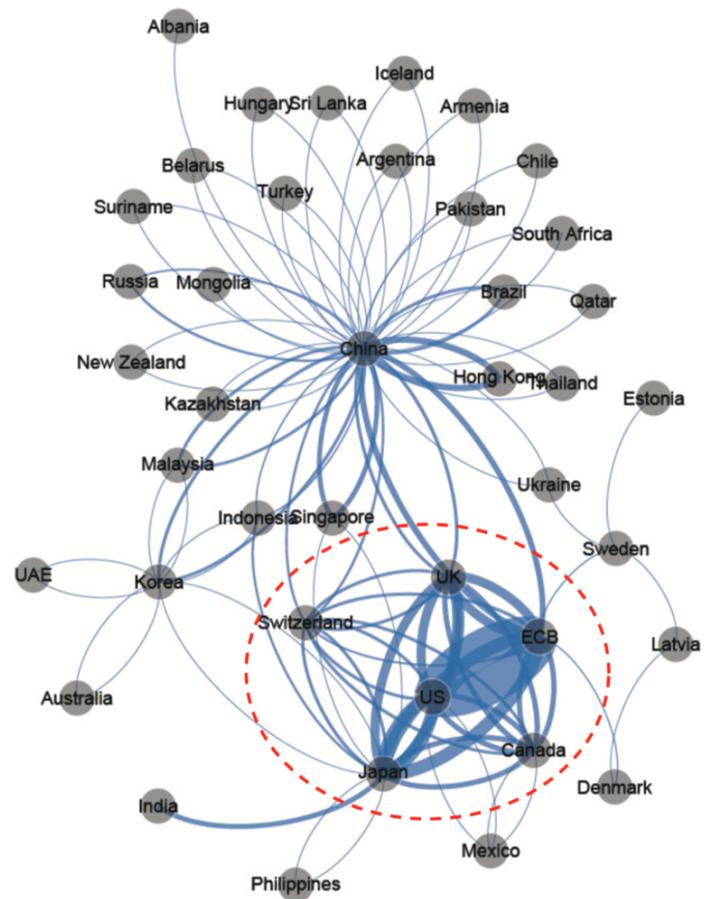 Albania
Iceland
Hungary
Sri Lanka
Armenia
Belarus
Argentina
Chile
Turkey
Suriname
Pakistan
South Africa
Russia
Mongolia
Brazil
Qatar
China
New Zealand
Hong Kong
Thailand
Kazakhstan
Estonia
Malaysia
Ukraine
Indonesia
Singapore
Sweden
UAE
Korea
UK
Switzerland
ECB
Latvia
Australia
US
Canada
Japan
Denmark
India
Mexico
Philippines